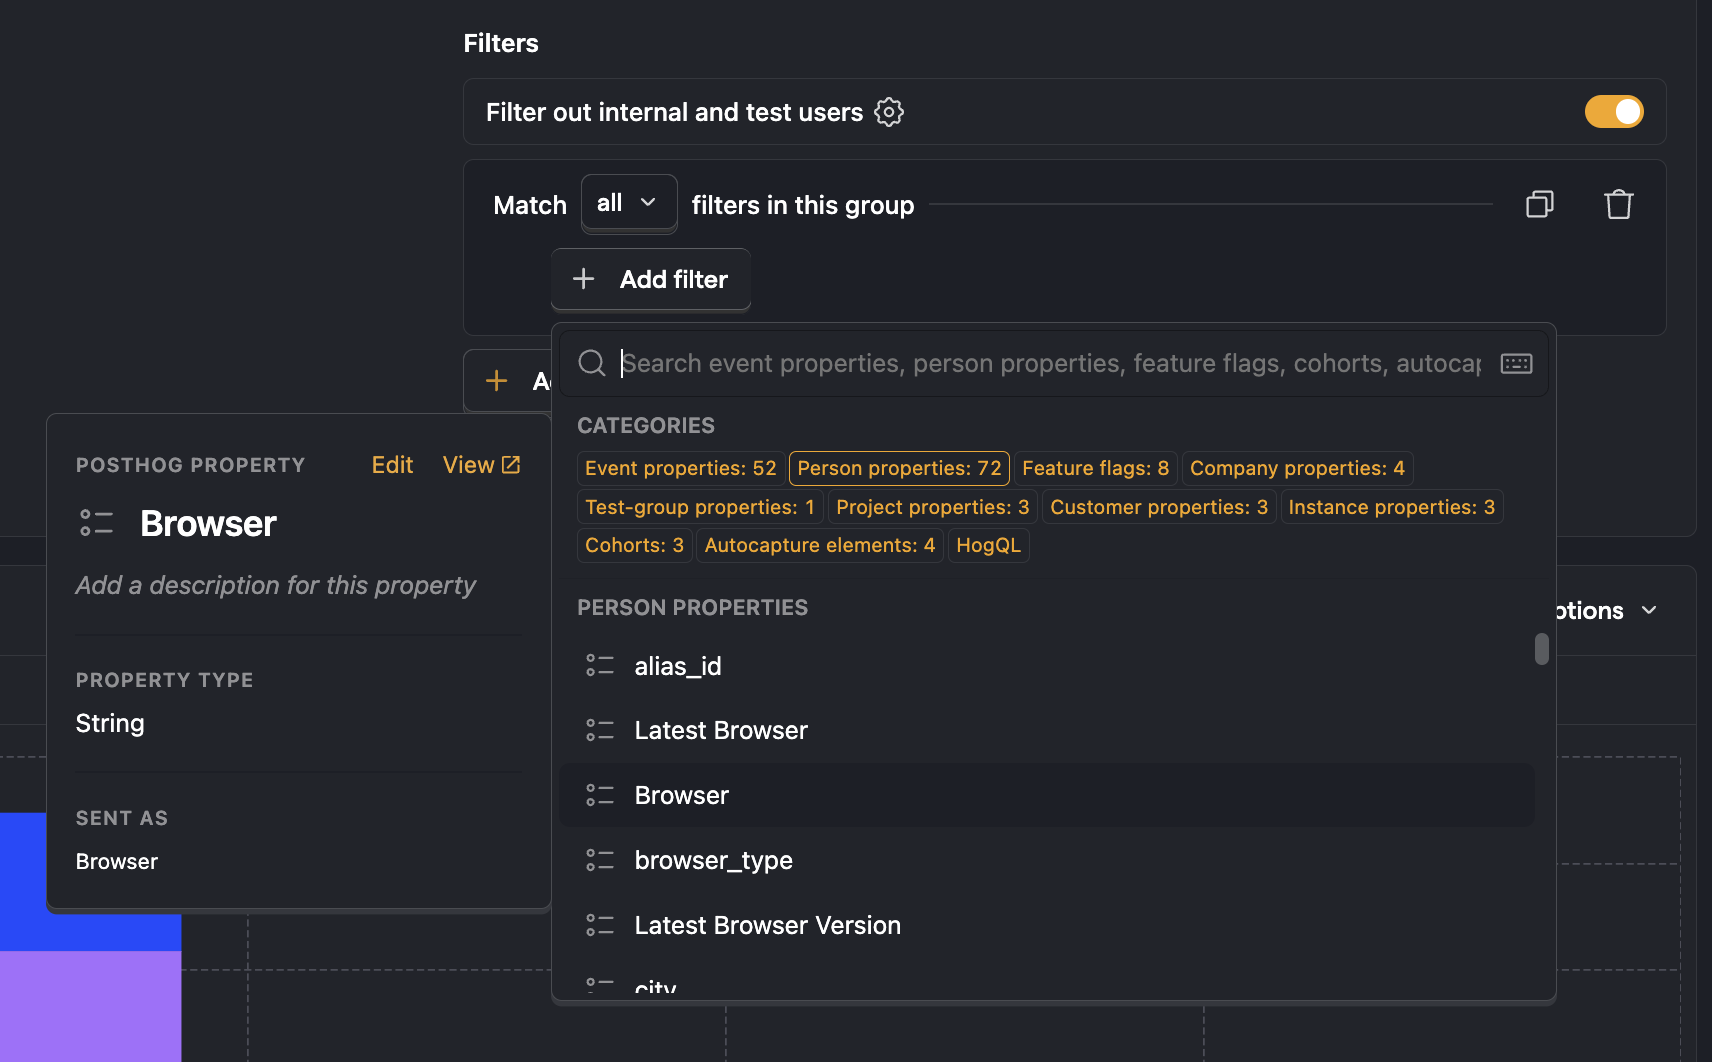 Filters
Filter out internal and test users
Match all filters in this group
Add filter
Search event properties, person properties, feature flags, cohorts, autocap
CATEGORIES
Event properties: 52 Person properties: 72 Feature flags: 8 Company properties: 4
Test-group properties: 1 Project properties: 3 Customer properties: 3 Instance properties: 3
Cohorts: 3 Autocapture elements: 4 HogQL
PERSON PROPERTIES
alias_id
Latest Browser
Browser
browser_type
Latest Browser Version
city
POSTHOG PROPERTY Edit View
Browser
Add a description for this property
PROPERTY TYPE
String
SENT AS
Browser